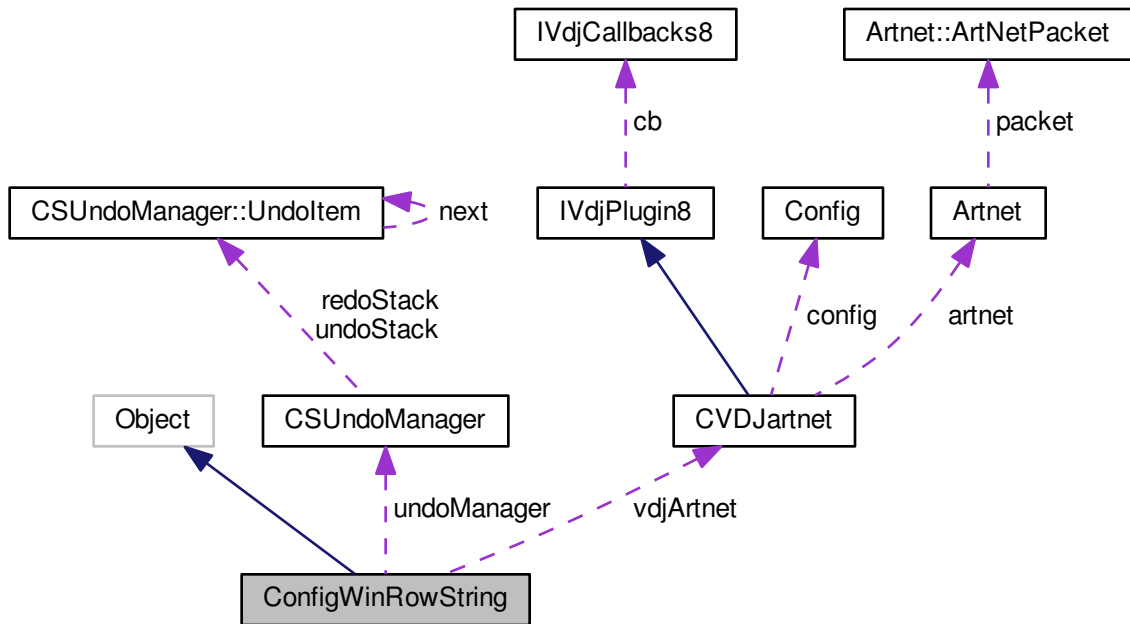 IVdjCallbacks8
Artnet::ArtNetPacket
cb
packet
CSUndoManager::UndoItem
next
IVdjPlugin8
Config
Artnet
redoStack
undoStack
config
artnet
Object
CSUndoManager
CVDJartnet
undoManager
vdjArtnet
ConfigWinRowString